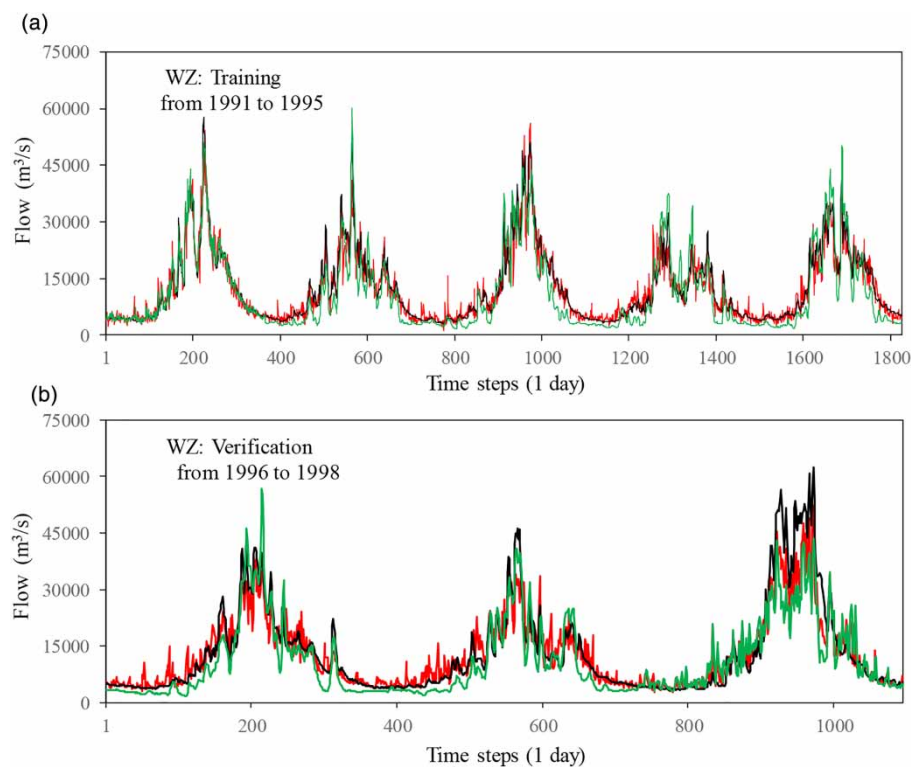 (a)
75000
60000
45000
30000
15000
0
Flow (m³/s)
WZ: Training
from 1991 to 1995
1
200
400
600
800
1000
1200
1400
1600
1800
Time steps (1 day)
(b)
75000
60000
45000
30000
15000
0
Flow (m³/s)
WZ: Verification
from 1996 to 1998
1
200
400
600
800
1000
Time steps (1 day)